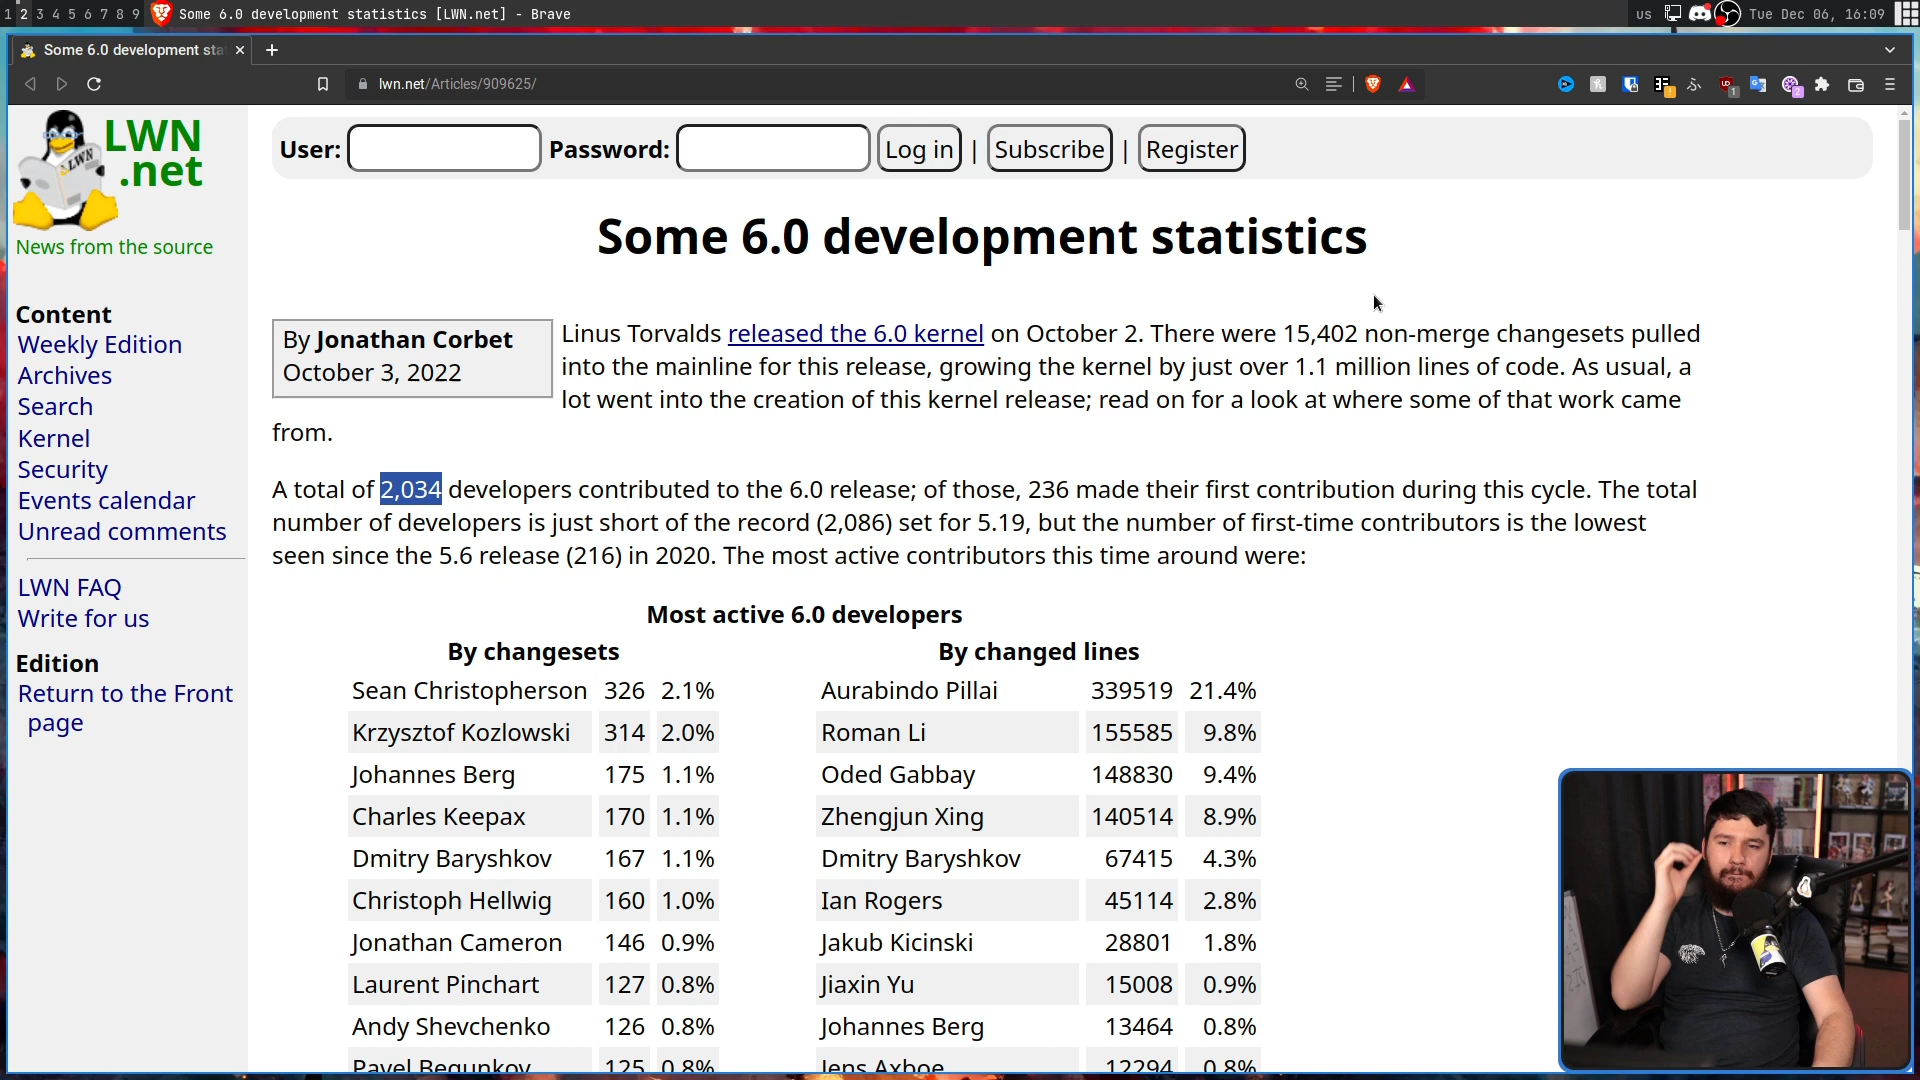 1 2 3 4 5 6 7 8 9 Some 6.0 development statistics [LWN.net] - Brave us Tue Dec 06, 16:09
Some 6.0 development sta
lwn.net/Articles/909625/
LWN
.net
News from the source
Content
Weekly Edition
Archives
Search
Kernel
Security
Events calendar
Unread comments
LWN FAQ
Write for us
Edition
Return to the Front
page
User: Password: Log in | Subscribe | Register
Some 6.0 development statistics
By Jonathan Corbet
October 3, 2022
Linus Torvalds released the 6.0 kernel on October 2. There were 15,402 non-merge changesets pulled
into the mainline for this release, growing the kernel by just over 1.1 million lines of code. As usual, a
lot went into the creation of this kernel release; read on for a look at where some of that work came
from.
A total of 2,034 developers contributed to the 6.0 release; of those, 236 made their first contribution during this cycle. The total
number of developers is just short of the record (2,086) set for 5.19, but the number of first-time contributors is the lowest
seen since the 5.6 release (216) in 2020. The most active contributors this time around were:
Most active 6.0 developers
By changesets By changed lines
Sean Christopherson 326 2.1% Aurabindo Pillai 339519 21.4%
Krzysztof Kozlowski 314 2.0% Roman Li 155585 9.8%
Johannes Berg 175 1.1% Oded Gabbay 148830 9.4%
Charles Keepax 170 1.1% Zhengjun Xing 140514 8.9%
Dmitry Baryshkov 167 1.1% Dmitry Baryshkov 67415 4.3%
Christoph Hellwig 160 1.0% Ian Rogers 45114 2.8%
Jonathan Cameron 146 0.9% Jakub Kicinski 28801 1.8%
Laurent Pinchart 127 0.8% Jiaxin Yu 15008 0.9%
Andy Shevchenko 126 0.8% Johannes Berg 13464 0.8%
Pavel Begunkov 125 0.8% Jens Axboe 12294 0.8%